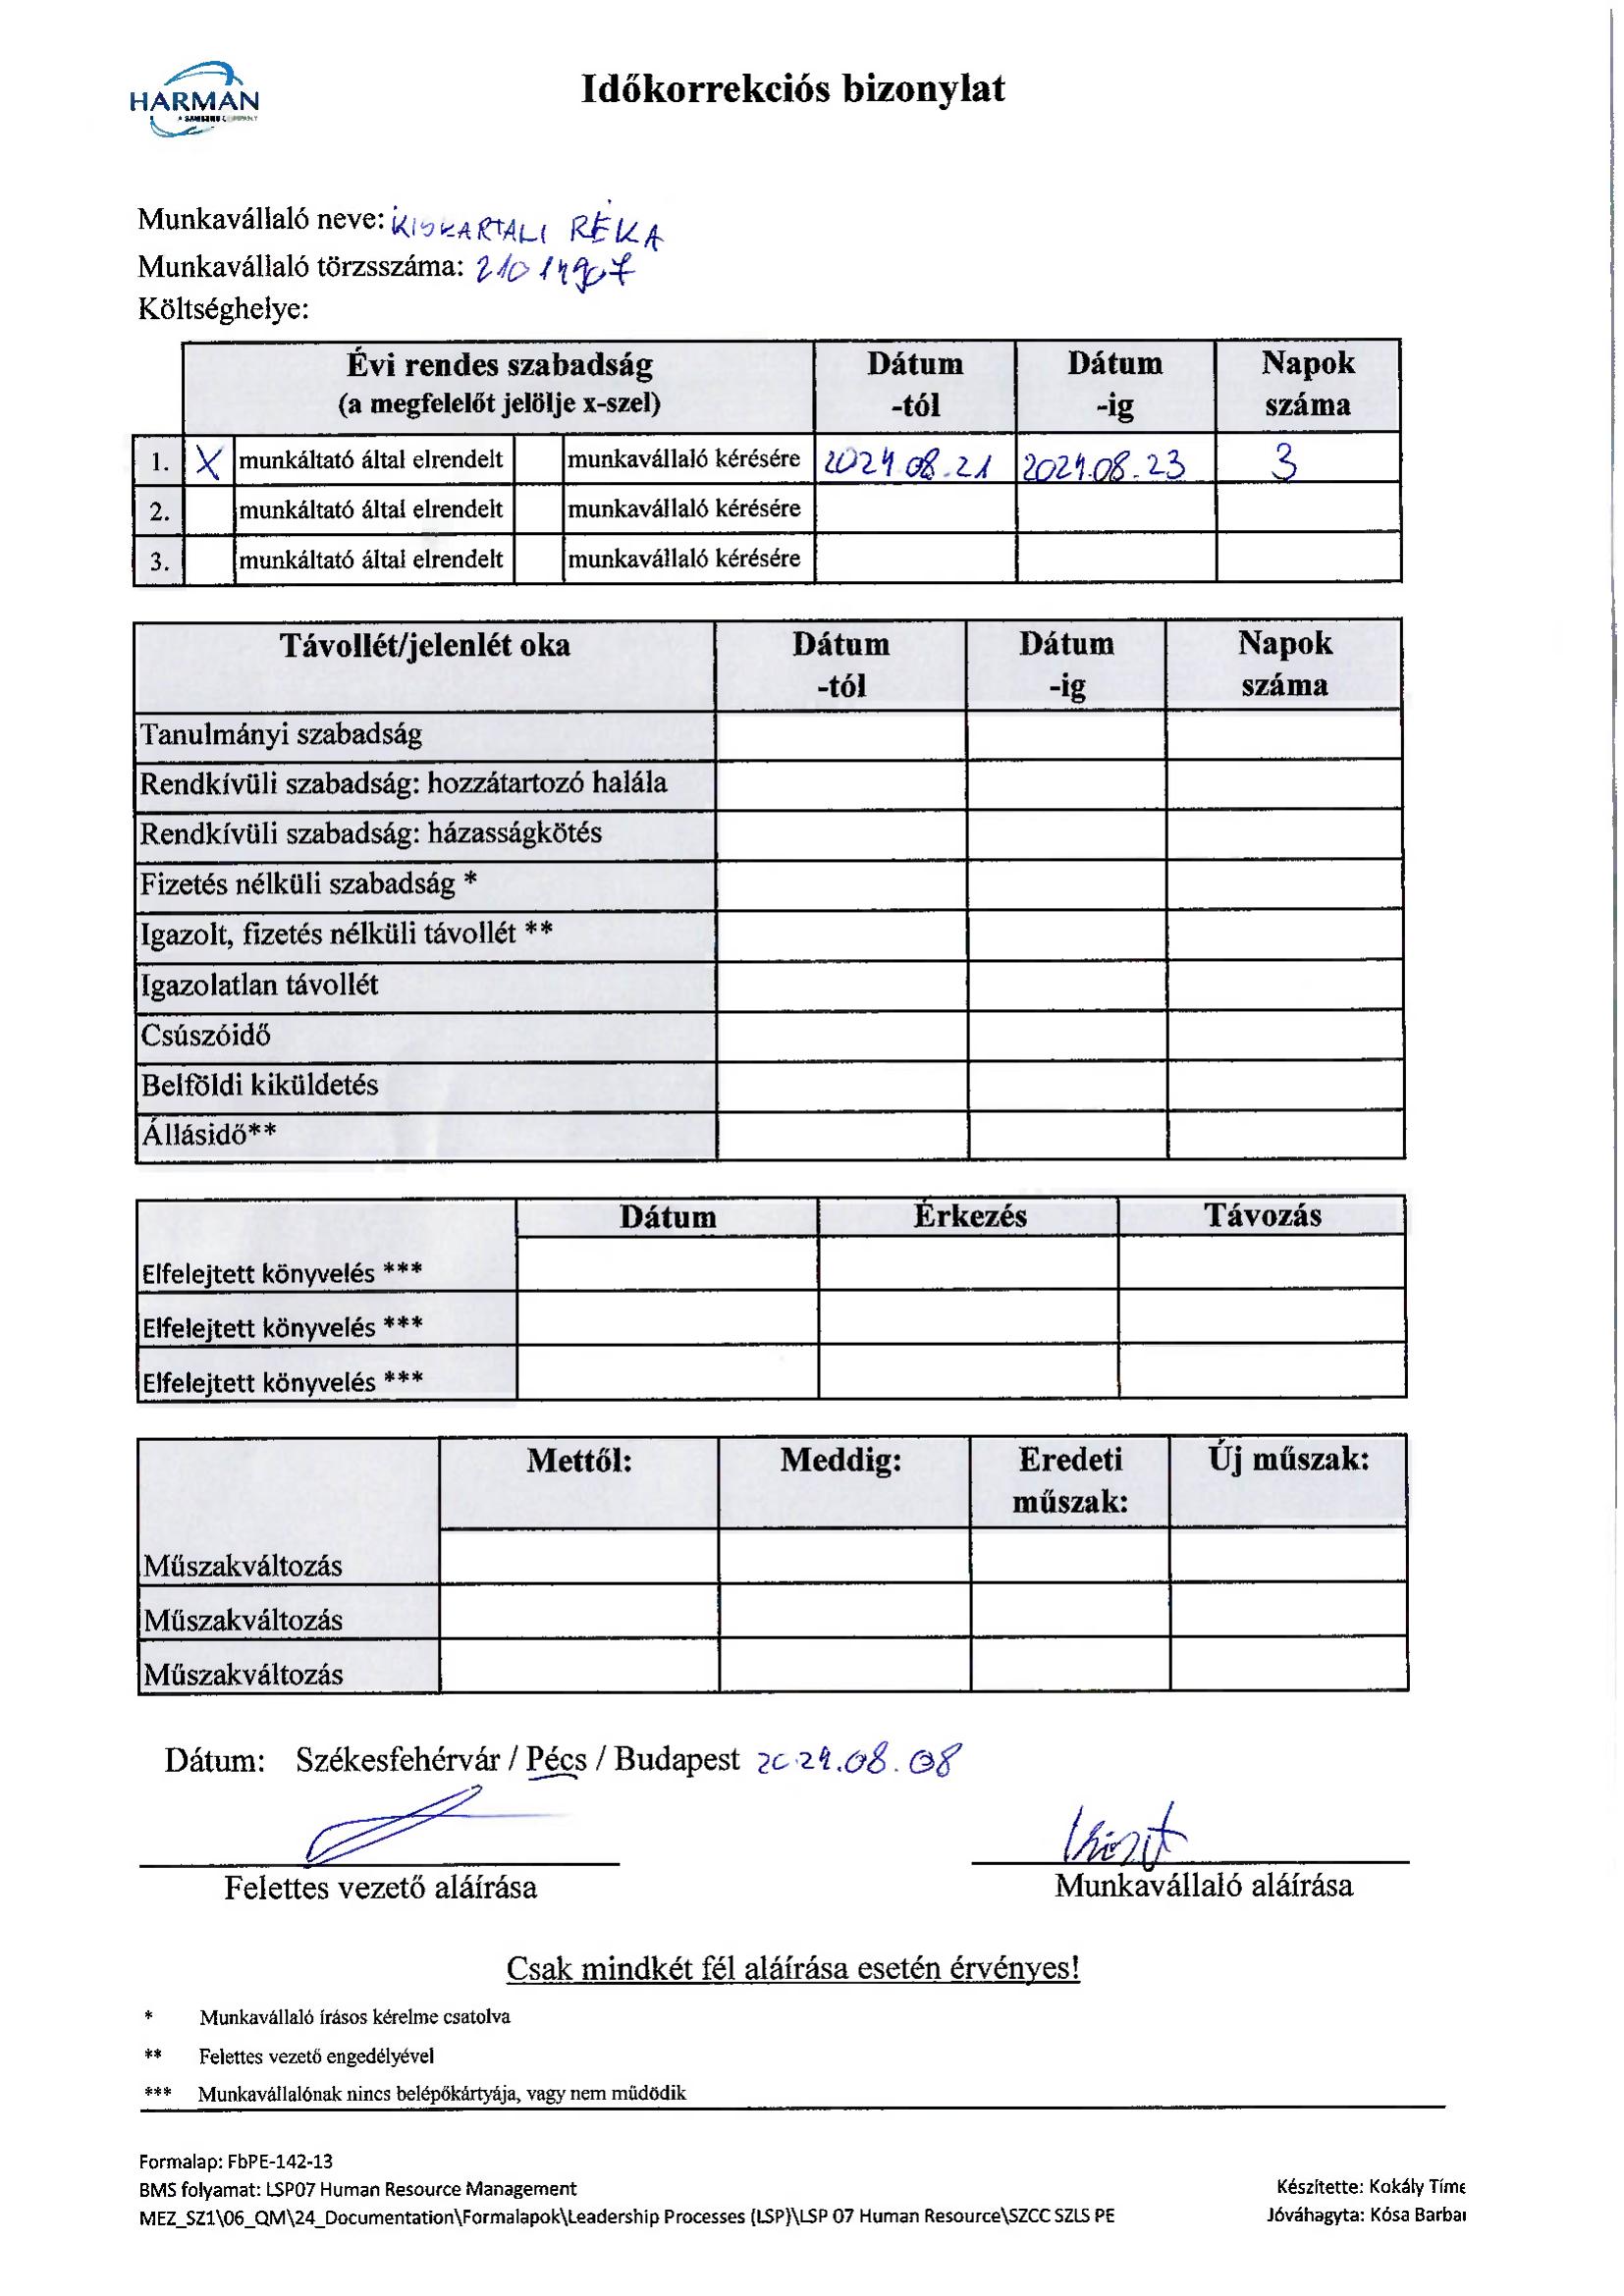 HARMAN
A SAMSUNG COMPANY
Időkorrekciós bizonylat
Munkavállaló neve: KISKARTALI RÉKA
Munkavállaló törzsszáma:
Költséghelye:
Évi rendes szabadság Dátum Dátum Napok
(a megfelelőt jelölje x-szel) -tól -ig száma
1. X munkáltató által elrendelt munkavállaló kérésére 2024.08.21 2024.08.23 3
2. munkáltató által elrendelt munkavállaló kérésére
3. munkáltató által elrendelt munkavállaló kérésére
Távollét/jelenlét oka Dátum Dátum Napok
-tól -ig száma
Tanulmányi szabadság
Rendkívüli szabadság: hozzátartozó halála
Rendkívüli szabadság: házasságkötés
Fizetés nélküli szabadság *
Igazolt, fizetés nélküli távollét **
Igazolatlan távollét
Csúszóidő
Belföldi kiküldetés
Állásidő**
Dátum Érkezés Távozás
Elfelejtett könyvelés ***
Elfelejtett könyvelés ***
Elfelejtett könyvelés ***
Mettől: Meddig: Eredeti Új műszak:
műszak:
Műszakváltozás
Műszakváltozás
Műszakváltozás
Dátum: Székesfehérvár / Pécs / Budapest 2024.08.08
Felettes vezető aláírása Munkavállaló aláírása
Csak mindkét fél aláírása esetén érvényes!
* Munkavállaló írásos kérelme csatolva
** Felettes vezető engedélyével
*** Munkavállalónak nincs belépőkártyája, vagy nem müdödik
Formalap: FbPE-142-13
BMS folyamat: LSP07 Human Resource Management Készítette: Kokály Tíme
MEZ_SZ1\06_QM\24_Documentation\Formalapok\Leadership Processes (LSP)\LSP 07 Human Resource\SZCC SZLS PE Jóváhagyta: Kósa Barbar